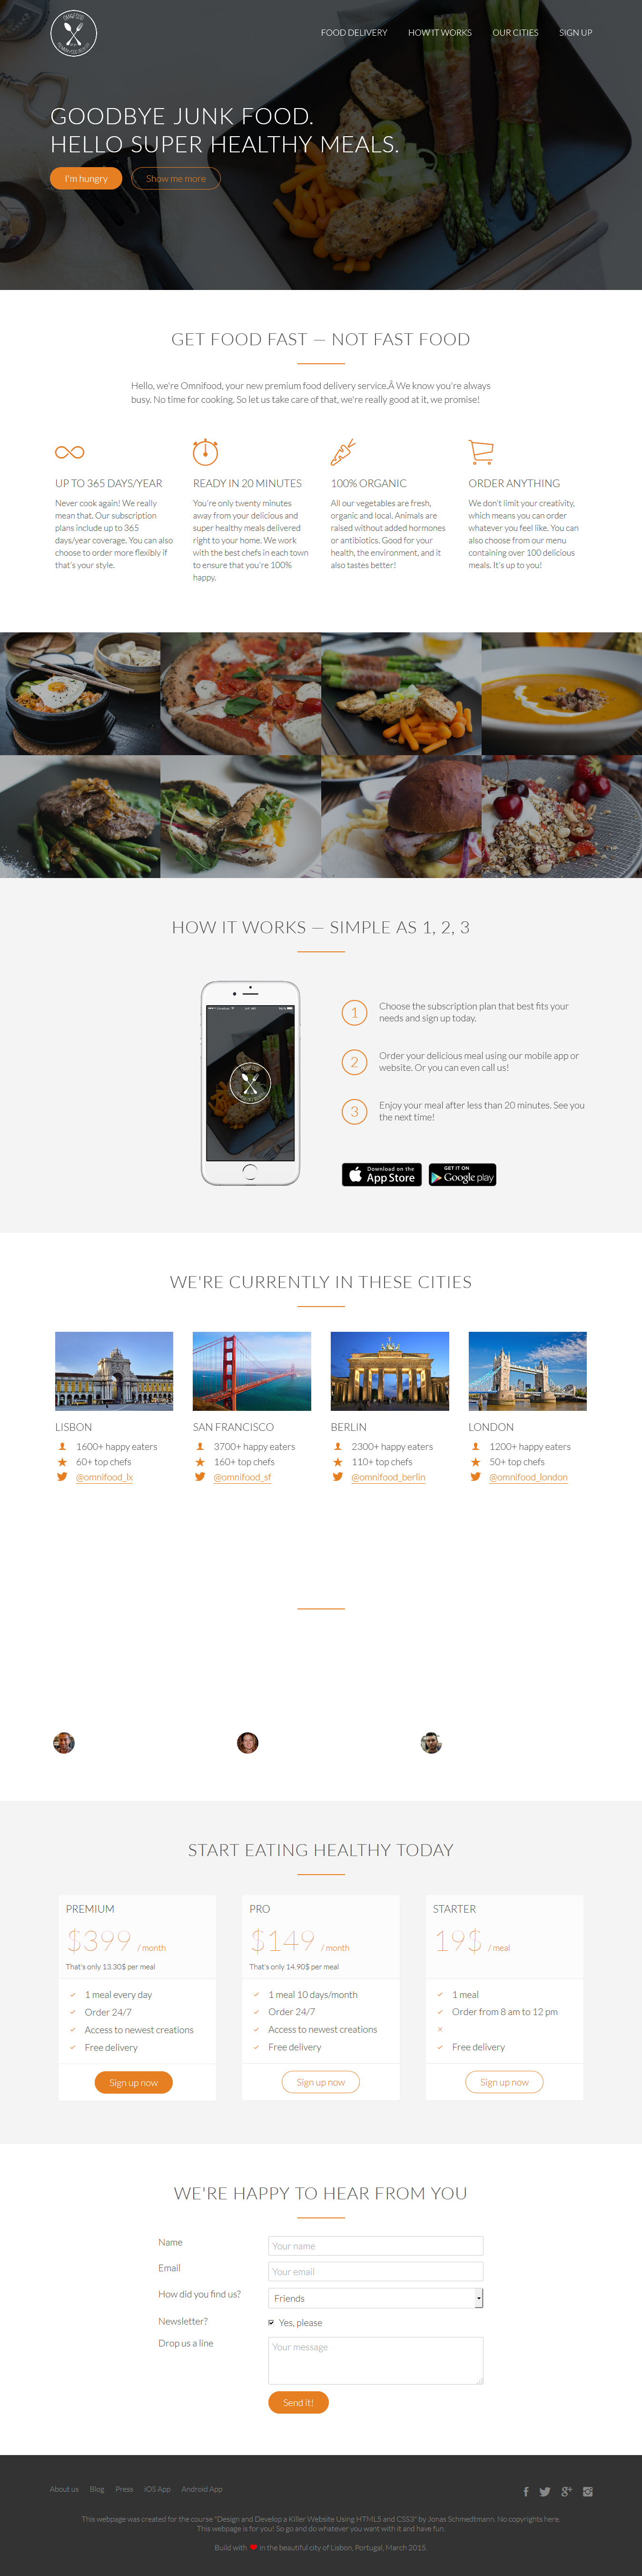 OMNIFOOD
FOOD DELIVERY
HOW IT WORKS
OUR CITIES
SIGN UP
GOODBYE JUNK FOOD.
HELLO SUPER HEALTHY MEALS.
I'm hungry
Show me more
GET FOOD FAST — NOT FAST FOOD
Hello, we're Omnifood, your new premium food delivery service.Â We know you're always
busy. No time for cooking. So let us take care of that, we're really good at it, we promise!
UP TO 365 DAYS/YEAR
Never cook again! We really
mean that. Our subscription
plans include up to 365
days/year coverage. You can also
choose to order more flexibly if
that's your style.
READY IN 20 MINUTES
You're only twenty minutes
away from your delicious and
super healthy meals delivered
right to your home. We work
with the best chefs in each town
to ensure that you're 100%
happy.
100% ORGANIC
All our vegetables are fresh,
organic and local. Animals are
raised without added hormones
or antibiotics. Good for your
health, the environment, and it
also tastes better!
ORDER ANYTHING
We don't limit your creativity,
which means you can order
whatever you feel like. You can
also choose from our menu
containing over 100 delicious
meals. It's up to you!
HOW IT WORKS — SIMPLE AS 1, 2, 3
1
Choose the subscription plan that best fits your
needs and sign up today.
2
Order your delicious meal using our mobile app or
website. Or you can even call us!
3
Enjoy your meal after less than 20 minutes. See you
the next time!
Download on the
App Store
GET IT ON
Google play
WE'RE CURRENTLY IN THESE CITIES
LISBON
1600+ happy eaters
60+ top chefs
@omnifood_lx
SAN FRANCISCO
3700+ happy eaters
160+ top chefs
@omnifood_sf
BERLIN
2300+ happy eaters
110+ top chefs
@omnifood_berlin
LONDON
1200+ happy eaters
50+ top chefs
@omnifood_london
START EATING HEALTHY TODAY
PREMIUM
$399 / month
That's only 13.30$ per meal
1 meal every day
Order 24/7
Access to newest creations
Free delivery
Sign up now
PRO
$149 / month
That's only 14.90$ per meal
1 meal 10 days/month
Order 24/7
Access to newest creations
Free delivery
Sign up now
STARTER
19$ / meal
1 meal
Order from 8 am to 12 pm
Free delivery
Sign up now
WE'RE HAPPY TO HEAR FROM YOU
Name
Your name
Email
Your email
How did you find us?
Friends
Newsletter?
Yes, please
Drop us a line
Your message
Send it!
About us
Blog
Press
iOS App
Android App
This webpage was created for the course "Design and Develop a Killer Website Using HTML5 and CSS3" by Jonas Schmedtmann. No copyrights here.
This webpage is for you! So go and do whatever you want with it and have fun.
Build with in the beautiful city of Lisbon, Portugal, March 2015.